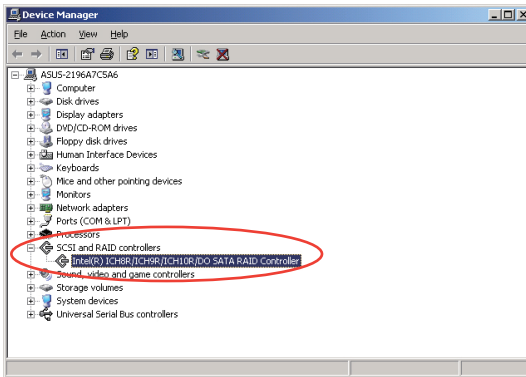 Device Manager
File Action View Help
ASUS-2196A7C5A6
Computer
Disk drives
Display adapters
DVD/CD-ROM drives
Floppy disk drives
Human Interface Devices
Keyboards
Mice and other pointing devices
Monitors
Network adapters
Ports (COM & LPT)
Processors
SCSI and RAID controllers
Intel(R) ICH8R/ICH9R/ICH10R/DO SATA RAID Controller
Sound, video and game controllers
Storage volumes
System devices
Universal Serial Bus controllers